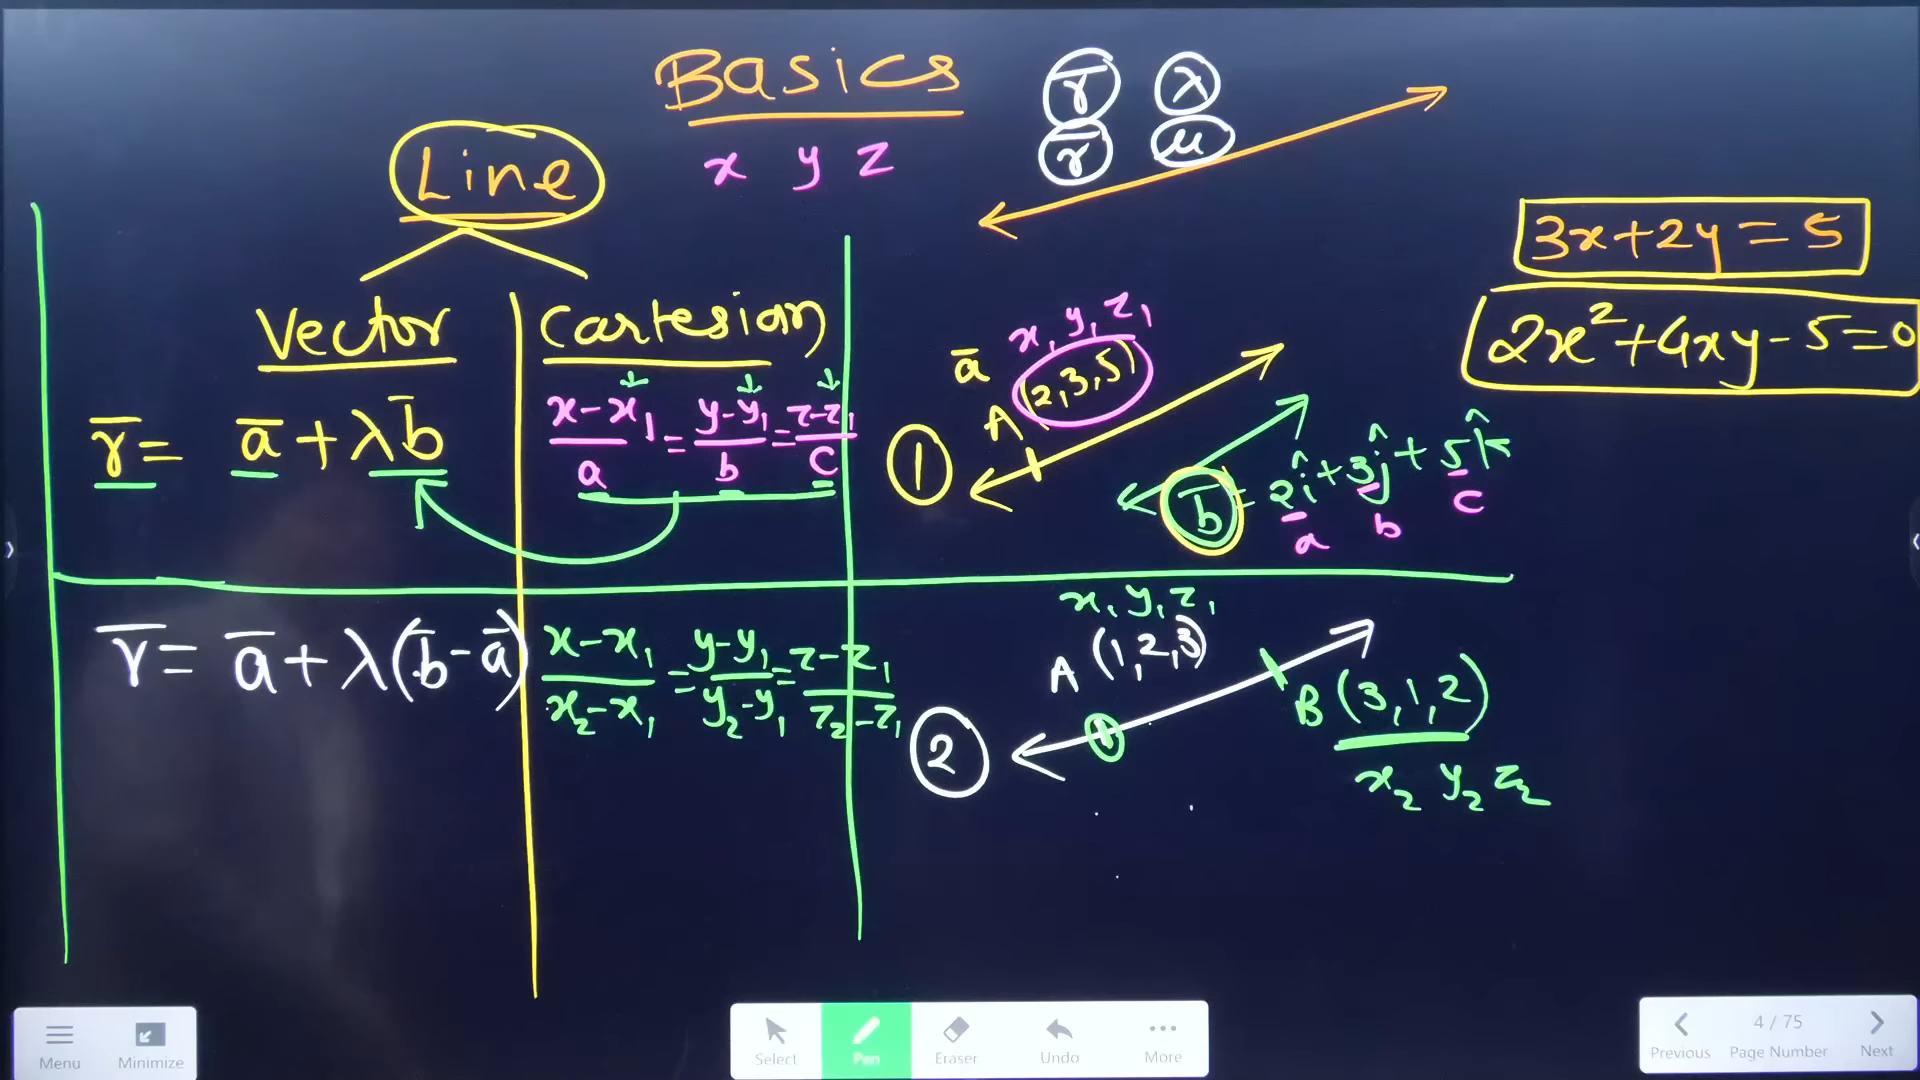 Basics
r̄ λ
r̄ μ
x y z
Line
3x+2y = 5
2x²+4xy-5=0
Vector
Cartesian
r̄ = ā + λb̄
x-x₁/a = y-y₁/b = z-z₁/c
①
ā
x₁ y₁ z₁
A (2,3,5)
b̄ = 2î + 3ĵ + 5k̂
a b c
r̄ = ā + λ(b̄-ā)
x-x₁/x₂-x₁ = y-y₁/y₂-y₁ = z-z₁/z₂-z₁
②
x₁ y₁ z₁
A (1,2,3)
B (3,1,2)
x₂ y₂ z₂
Menu
Minimize
Select
Pen
Eraser
Undo
More
Previous
4 / 75
Page Number
Next